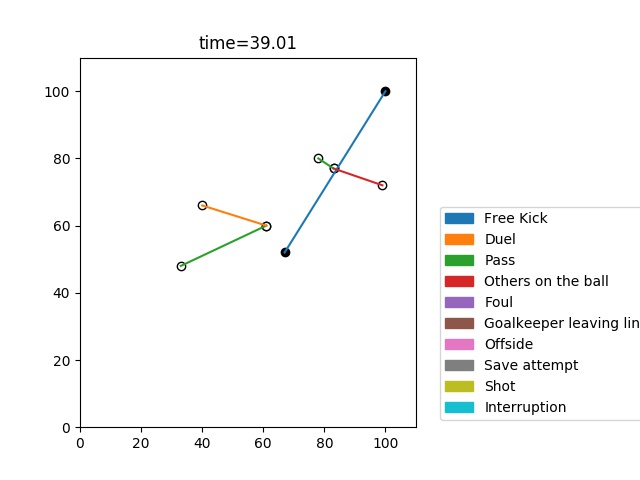 time=39.01
100
80
60
40
20
0
0 20 40 60 80 100
Free Kick
Duel
Pass
Others on the ball
Foul
Goalkeeper leaving lin
Offside
Save attempt
Shot
Interruption